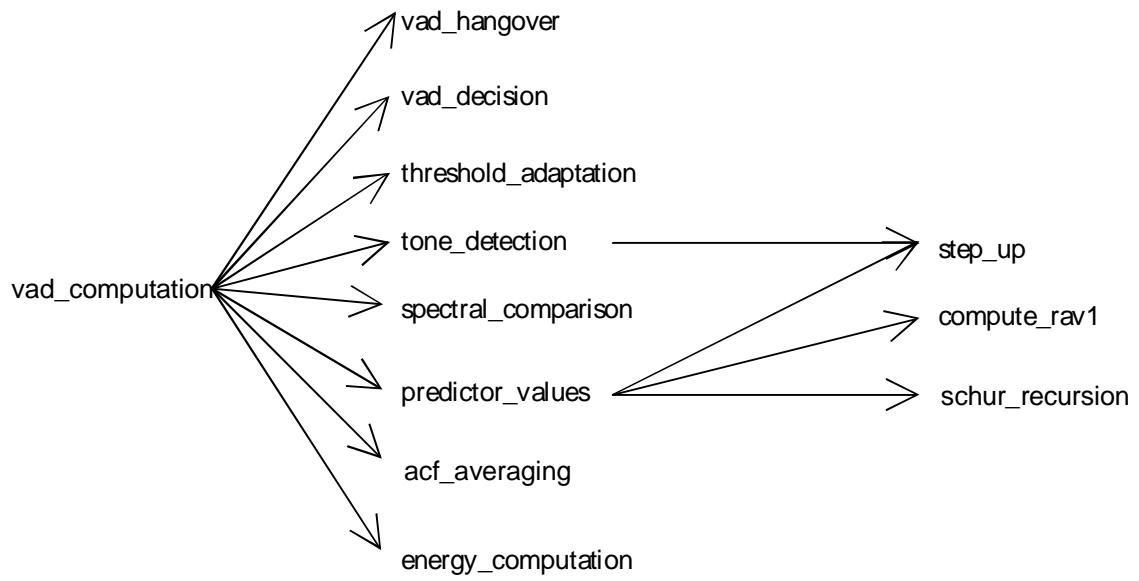 vad_hangover
vad_decision
threshold_adaptation
tone_detection
step_up
vad_computation
spectral_comparison
compute_rav1
predictor_values
schur_recursion
acf_averaging
energy_computation